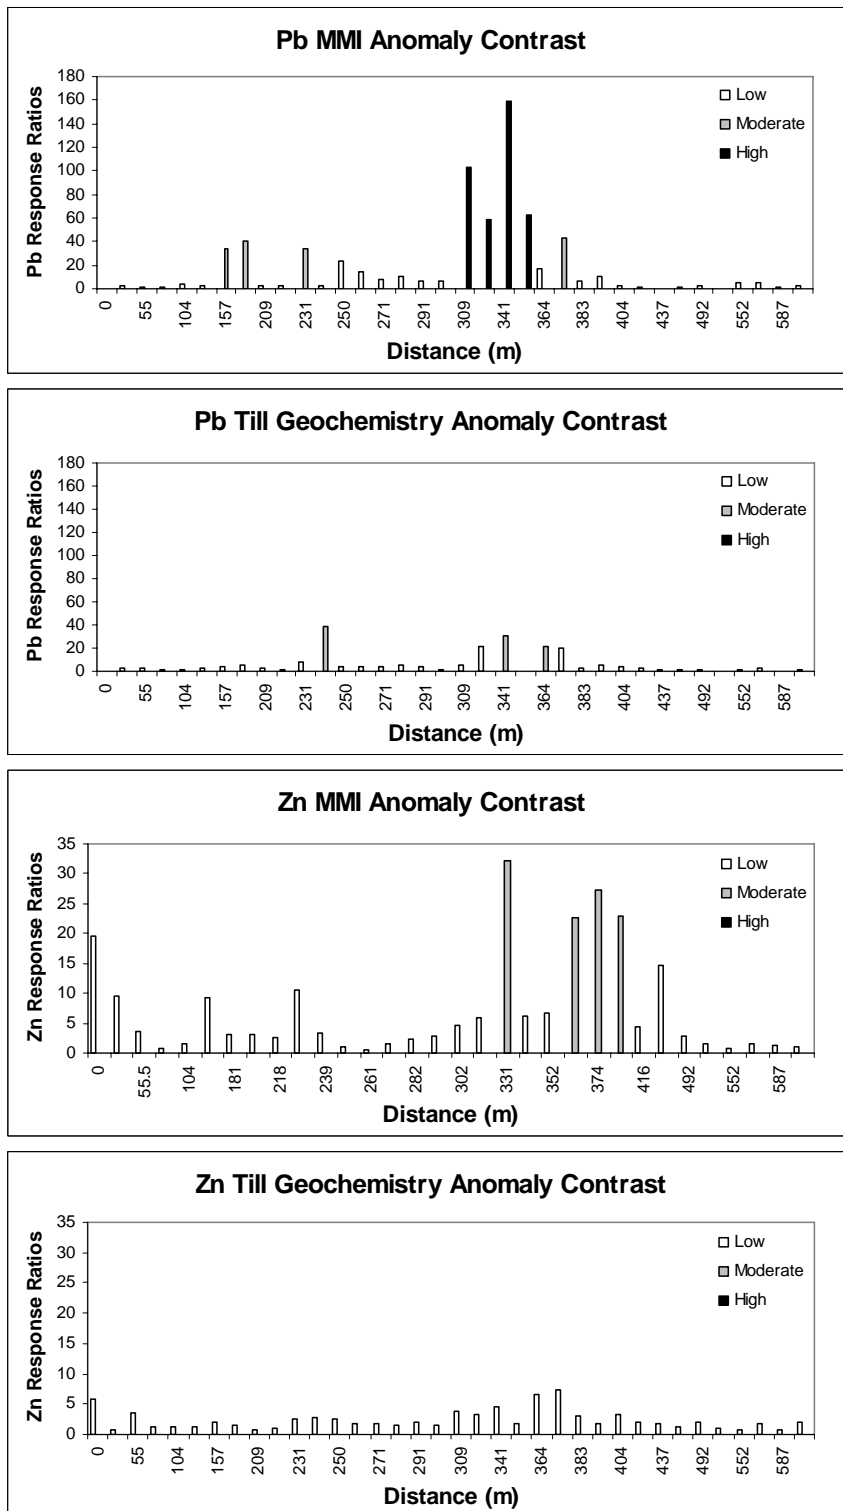 Pb MMI Anomaly Contrast
180
160
140
120
100
80
60
40
20
0
Pb Response Ratios
Low
Moderate
High
0 55 104 157 209 231 250 271 291 309 341 364 383 404 437 492 552 587
Distance (m)
Pb Till Geochemistry Anomaly Contrast
180
160
140
120
100
80
60
40
20
0
Pb Response Ratios
Low
Moderate
High
0 55 104 157 209 231 250 271 291 309 341 364 383 404 437 492 552 587
Distance (m)
Zn MMI Anomaly Contrast
35
30
25
20
15
10
5
0
Zn Response Ratios
Low
Moderate
High
0 55.5 104 181 218 239 261 282 302 331 352 374 416 492 552 587
Distance (m)
Zn Till Geochemistry Anomaly Contrast
35
30
25
20
15
10
5
0
Zn Response Ratios
Low
Moderate
High
0 55 104 157 209 231 250 271 291 309 341 364 383 404 437 492 552 587
Distance (m)